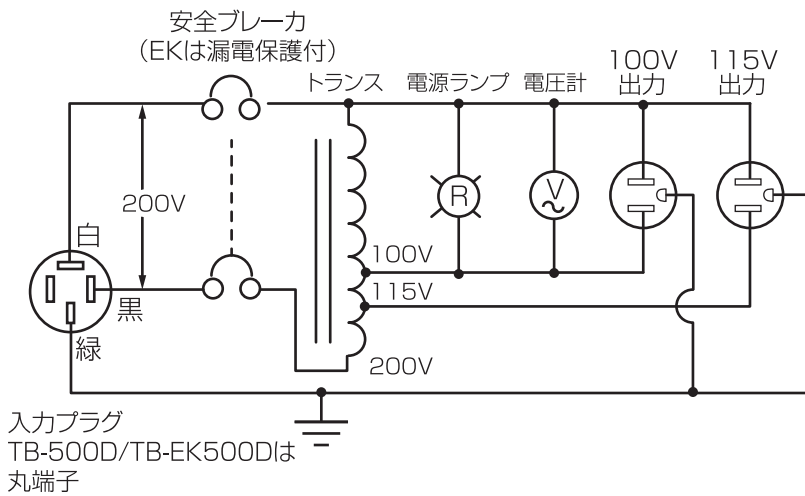 安全ブレーカ
(EKは漏電保護付)
トランス
電源ランプ
電圧計
100V
出力
115V
出力
200V
白
黒
緑
R
V
100V
115V
200V
入力プラグ
TB-500D/TB-EK500Dは
丸端子